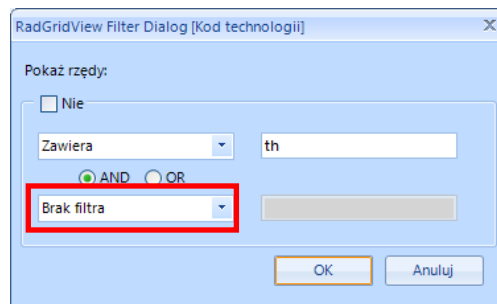 RadGridView Filter Dialog [Kod technologii]
Pokaż rzędy:
Nie
Zawiera th
AND OR
Brak filtra
OK Anuluj